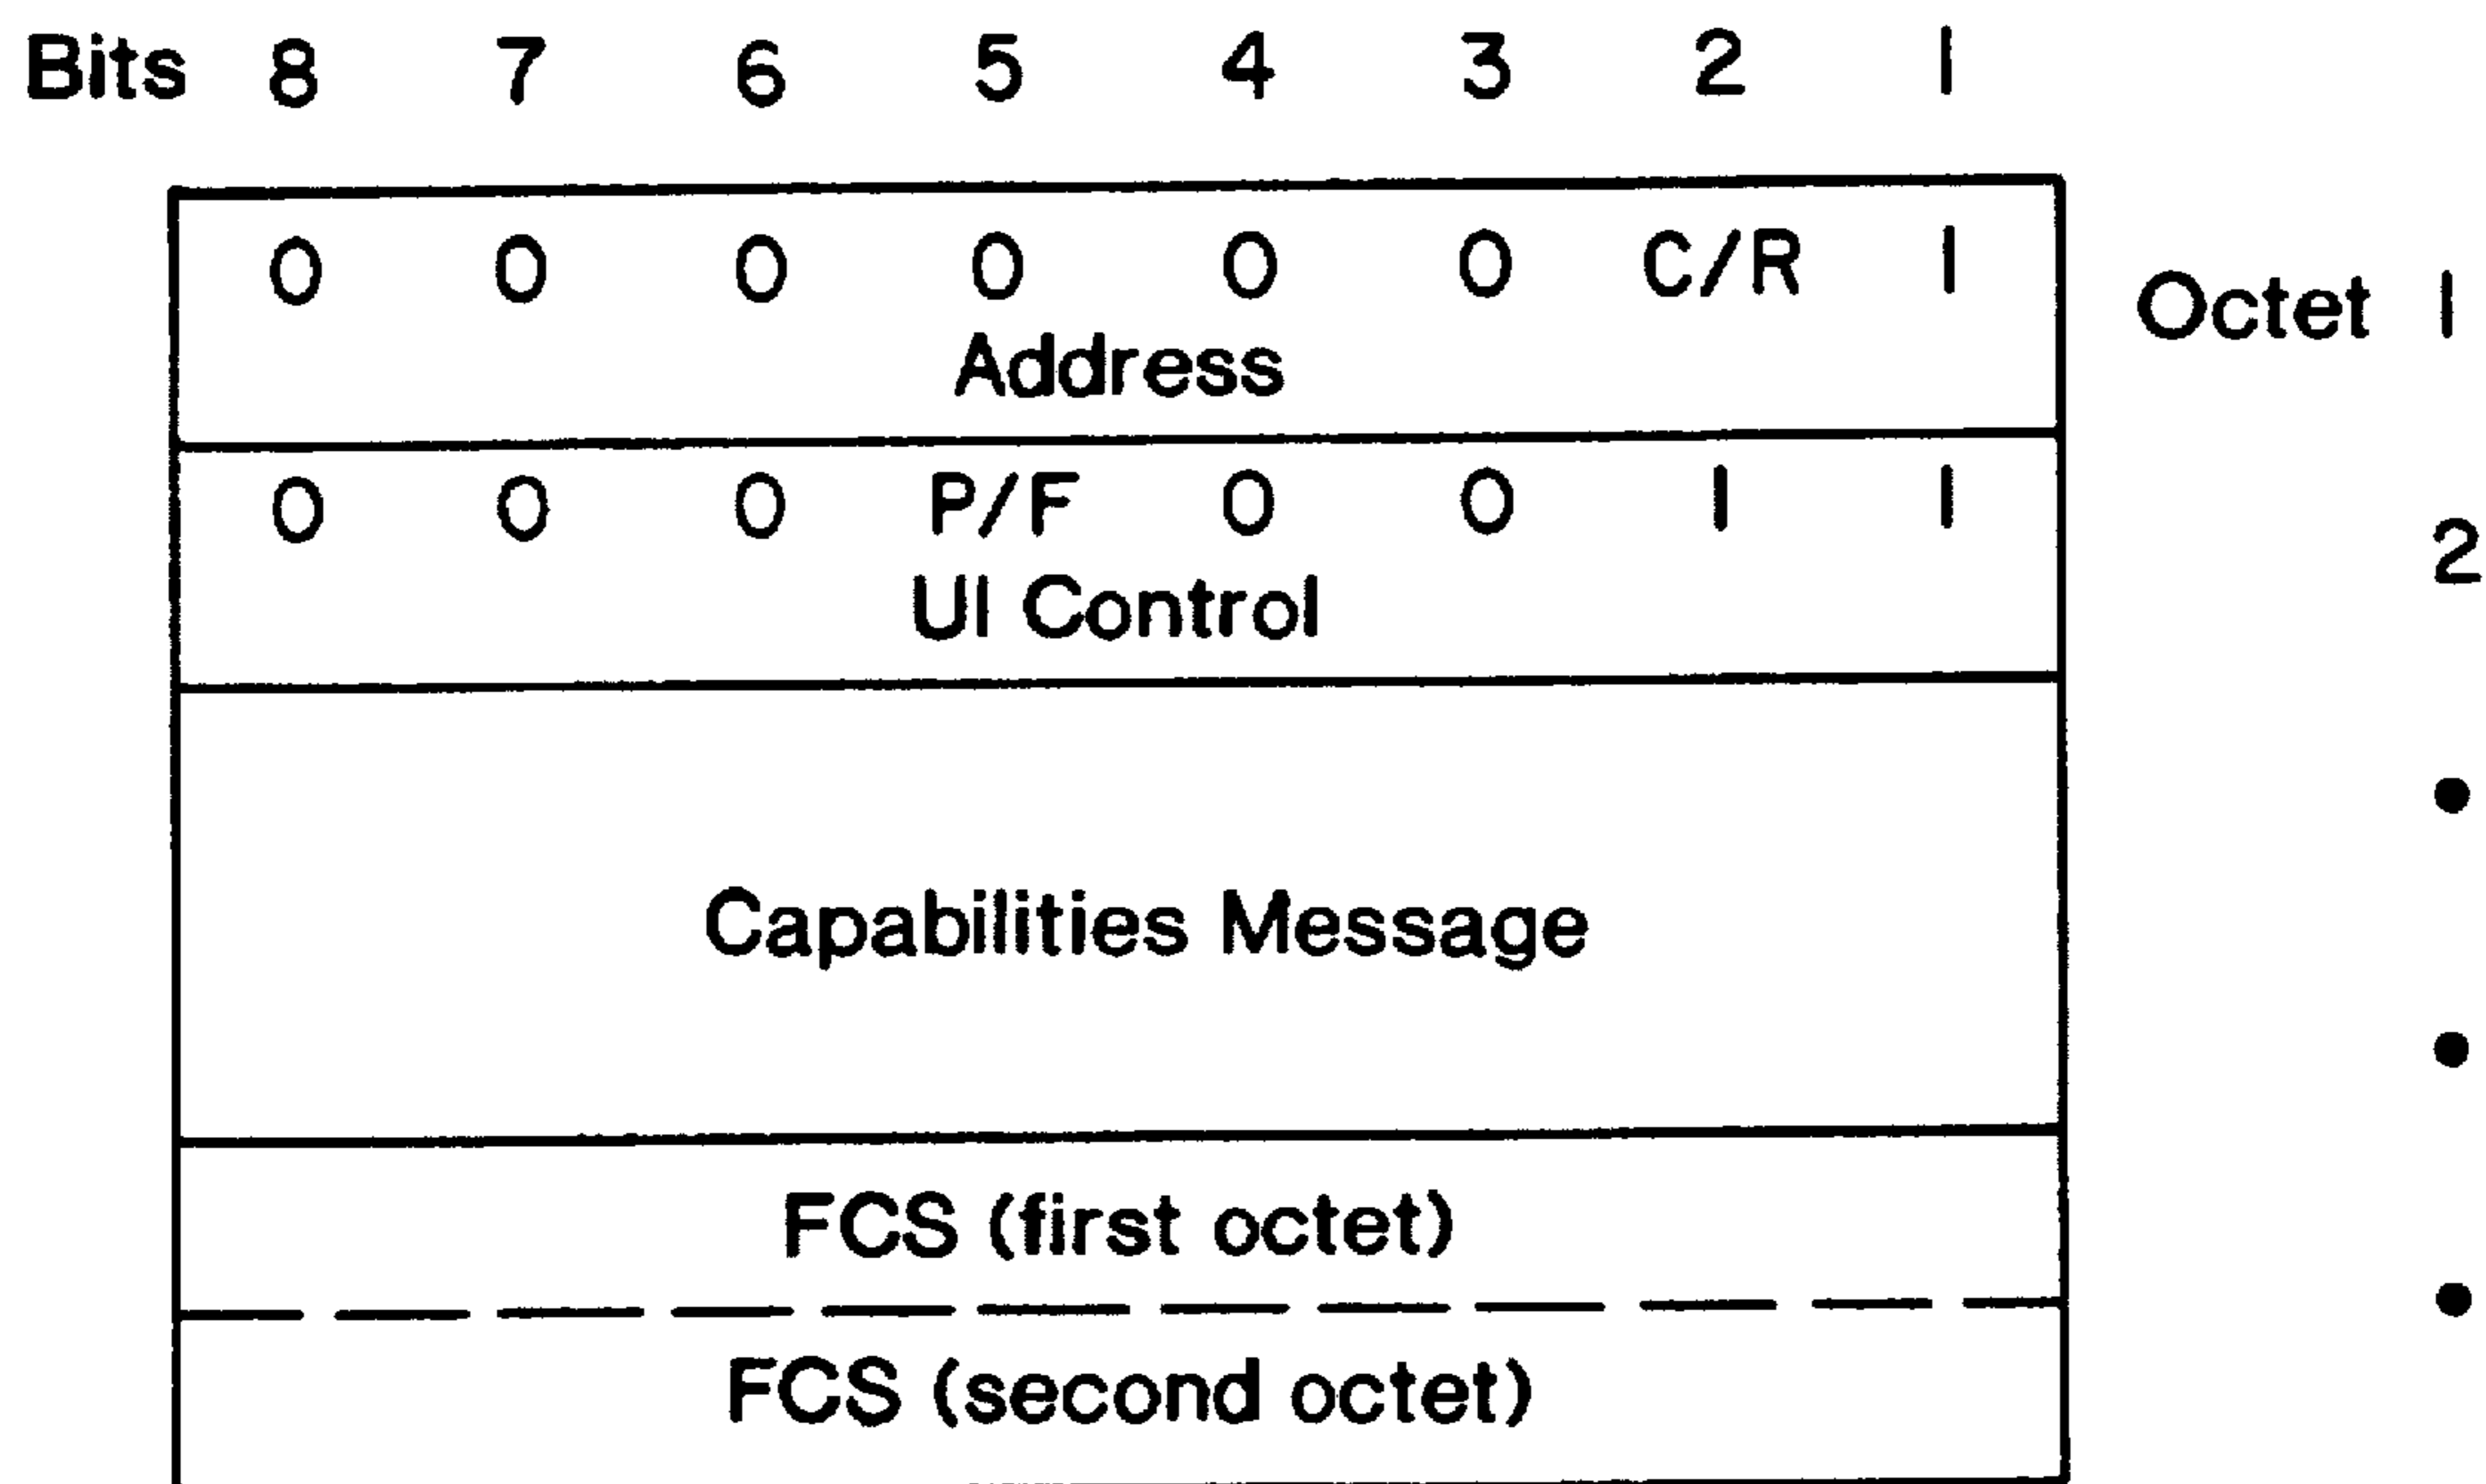 Bits 8 7 6 5 4 3 2 1
0 0 0 0 0 0 C/R 1 Octet 1
Address
0 0 0 P/F 0 0 1 1 2
UI Control
Capabilities Message
FCS (first octet)
FCS (second octet)